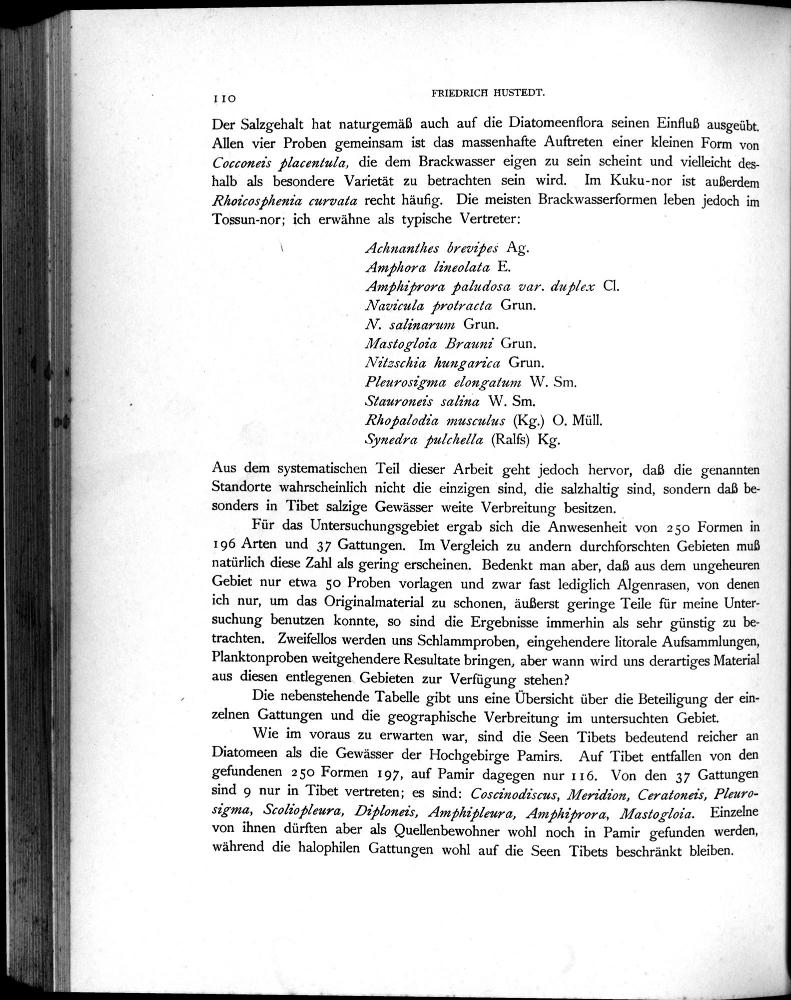 110
FRIEDRICH HUSTEDT.
Der Salzgehalt hat naturgemäß auch auf die Diatomeenflora seinen Einfluß ausgeübt.
Allen vier Proben gemeinsam ist das massenhafte Auftreten einer kleinen Form von
Cocconeis placentula, die dem Brackwasser eigen zu sein scheint und vielleicht des-
halb als besondere Varietät zu betrachten sein wird. Im Kuku-nor ist außerdem
Rhoicosphenia curvata recht häufig. Die meisten Brackwasserformen leben jedoch im
Tossun-nor; ich erwähne als typische Vertreter:
Achnanthes brevipes Ag.
Amphora lineolata E.
Amphiprora paludosa var. duplex Cl.
Navicula protracta Grun.
N. salinarum Grun.
Mastogloia Brauni Grun.
Nitzschia hungarica Grun.
Pleurosigma elongatum W. Sm.
Stauroneis salina W. Sm.
Rhopalodia musculus (Kg.) O. Müll.
Synedra pulchella (Ralfs) Kg.
Aus dem systematischen Teil dieser Arbeit geht jedoch hervor, daß die genannten
Standorte wahrscheinlich nicht die einzigen sind, die salzhaltig sind, sondern daß be-
sonders in Tibet salzige Gewässer weite Verbreitung besitzen.
Für das Untersuchungsgebiet ergab sich die Anwesenheit von 250 Formen in
196 Arten und 37 Gattungen. Im Vergleich zu andern durchforschten Gebieten muß
natürlich diese Zahl als gering erscheinen. Bedenkt man aber, daß aus dem ungeheuren
Gebiet nur etwa 50 Proben vorlagen und zwar fast lediglich Algenrasen, von denen
ich nur, um das Originalmaterial zu schonen, äußerst geringe Teile für meine Unter-
suchung benutzen konnte, so sind die Ergebnisse immerhin als sehr günstig zu be-
trachten. Zweifellos werden uns Schlammproben, eingehendere litorale Aufsammlungen,
Planktonproben weitgehendere Resultate bringen, aber wann wird uns derartiges Material
aus diesen entlegenen Gebieten zur Verfügung stehen?
Die nebenstehende Tabelle gibt uns eine Übersicht über die Beteiligung der ein-
zelnen Gattungen und die geographische Verbreitung im untersuchten Gebiet.
Wie im voraus zu erwarten war, sind die Seen Tibets bedeutend reicher an
Diatomeen als die Gewässer der Hochgebirge Pamirs. Auf Tibet entfallen von den
gefundenen 250 Formen 197, auf Pamir dagegen nur 116. Von den 37 Gattungen
sind 9 nur in Tibet vertreten; es sind: Coscinodiscus, Meridion, Ceratoneis, Pleuro-
sigma, Scoliopleura, Diploneis, Amphipleura, Amphiprora, Mastogloia. Einzelne
von ihnen dürften aber als Quellenbewohner wohl noch in Pamir gefunden werden,
während die halophilen Gattungen wohl auf die Seen Tibets beschränkt bleiben.